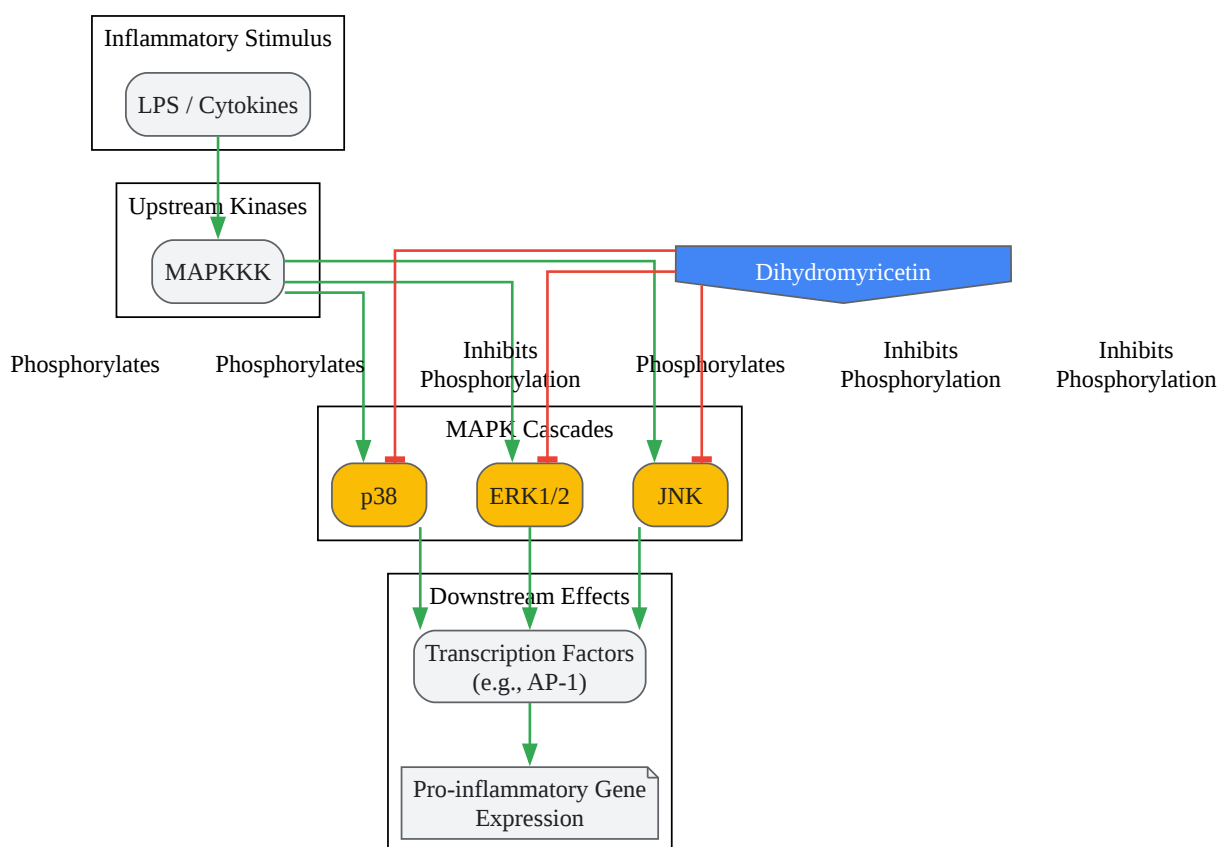 Inflammatory Stimulus
LPS / Cytokines
Upstream Kinases
MAPKKK
Dihydromyricetin
Phosphorylates
Phosphorylates
Inhibits
Phosphorylation
Phosphorylates
Inhibits
Phosphorylation
Inhibits
Phosphorylation
MAPK Cascades
p38
ERK1/2
JNK
Downstream Effects
Transcription Factors
(e.g., AP-1)
Pro-inflammatory Gene
Expression